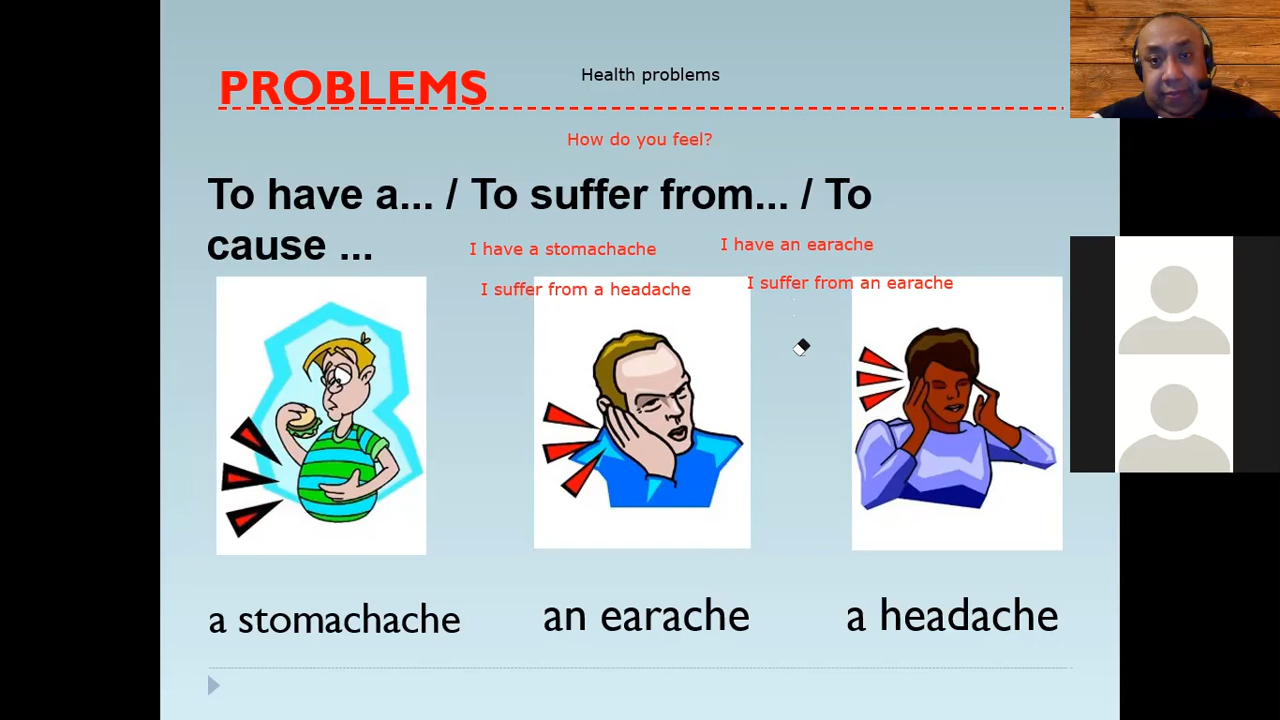 PROBLEMS
Health problems
How do you feel?
To have a... / To suffer from... / To
cause ...
I have a stomachache
I have an earache
I suffer from a headache
I suffer from an earache
a stomachache
an earache
a headache